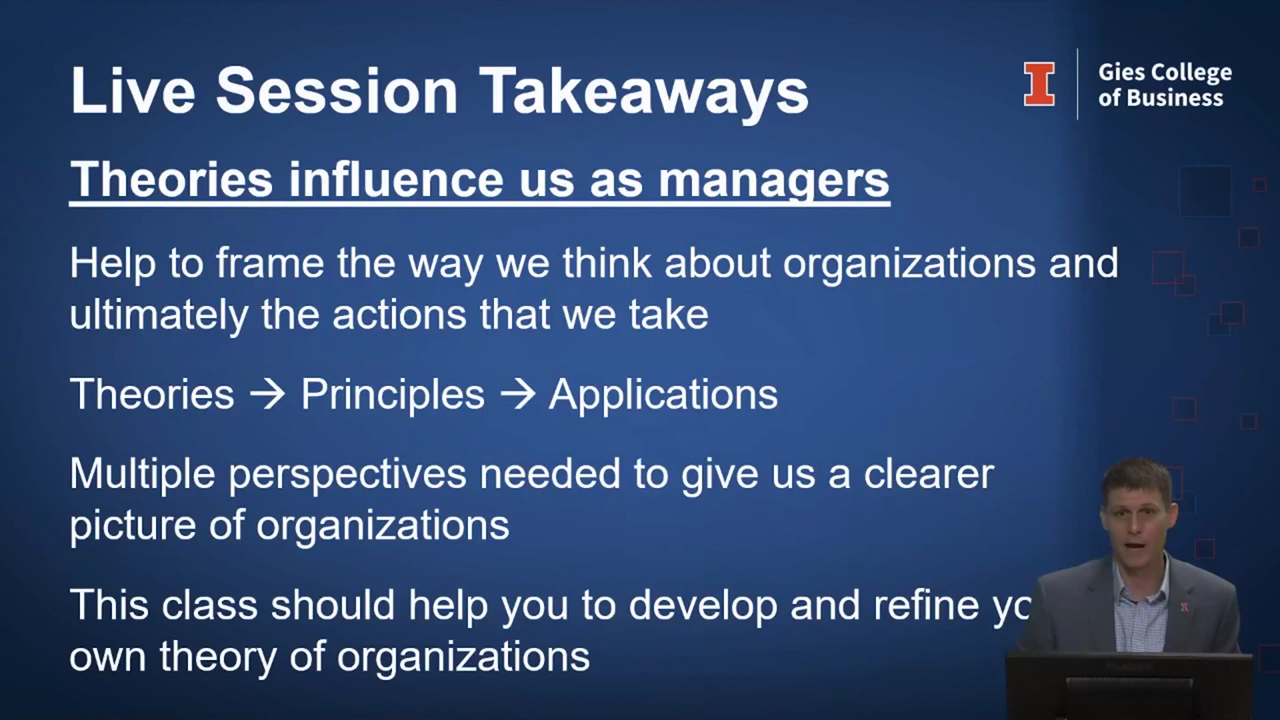 Live Session Takeaways
I
Gies College
of Business
Theories influence us as managers
Help to frame the way we think about organizations and
ultimately the actions that we take
Theories → Principles → Applications
Multiple perspectives needed to give us a clearer
picture of organizations
This class should help you to develop and refine
own theory of organizations